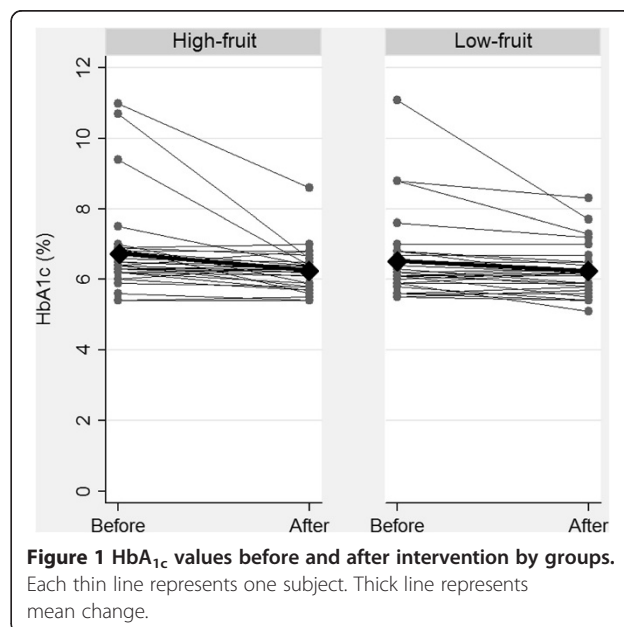 High-fruit Low-fruit
12
10
8
6
4
2
0
HbA1c (%)
Before After Before After
Figure 1 HbA1c values before and after intervention by groups.
Each thin line represents one subject. Thick line represents
mean change.